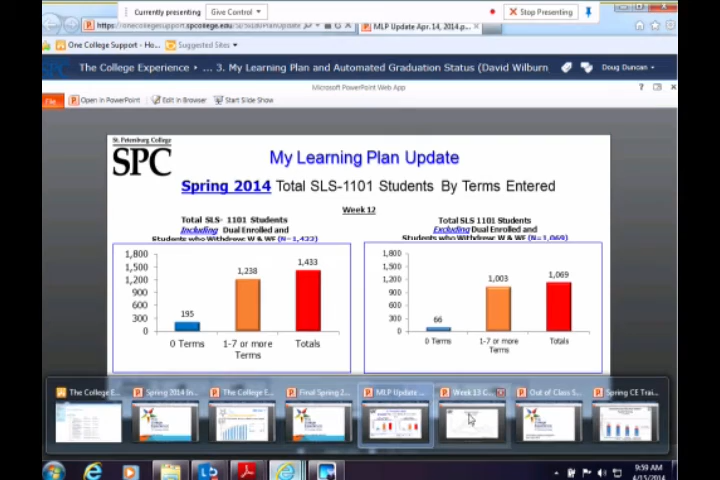 Currently presenting Give Control Stop Presenting
MLP Update Apr. 14, 2014.p...
One College Support - Ho... Suggested Sites
SPC The College Experience ▸ ... 3. My Learning Plan and Automated Graduation Status (David Wilburn Doug Duncan
Microsoft PowerPoint Web App ?
File Open in PowerPoint Edit in Browser Start Slide Show
St. Petersburg College
SPC
My Learning Plan Update
Spring 2014 Total SLS-1101 Students By Terms Entered
Week 12
Total SLS- 1101 Students
Including Dual Enrolled and
Students who Withdrew W & WF (N=1,433)
1,800
1,500
1,200
900
600
300
0
195
1,238
1,433
0 Terms
1-7 or more
Terms
Totals
Total SLS 1101 Students
Excluding Dual Enrolled and
Students who Withdrew W & WF (N=1,069)
1,800
1,500
1,200
900
600
300
0
66
1,003
1,069
0 Terms
1-7 or more
Terms
Totals
The College E... Spring 2014 In... The College E... Final Spring 2... MLP Update ... Week 13 C... Out of Class S... Spring CE Trai...
9:59 AM
4/15/2014